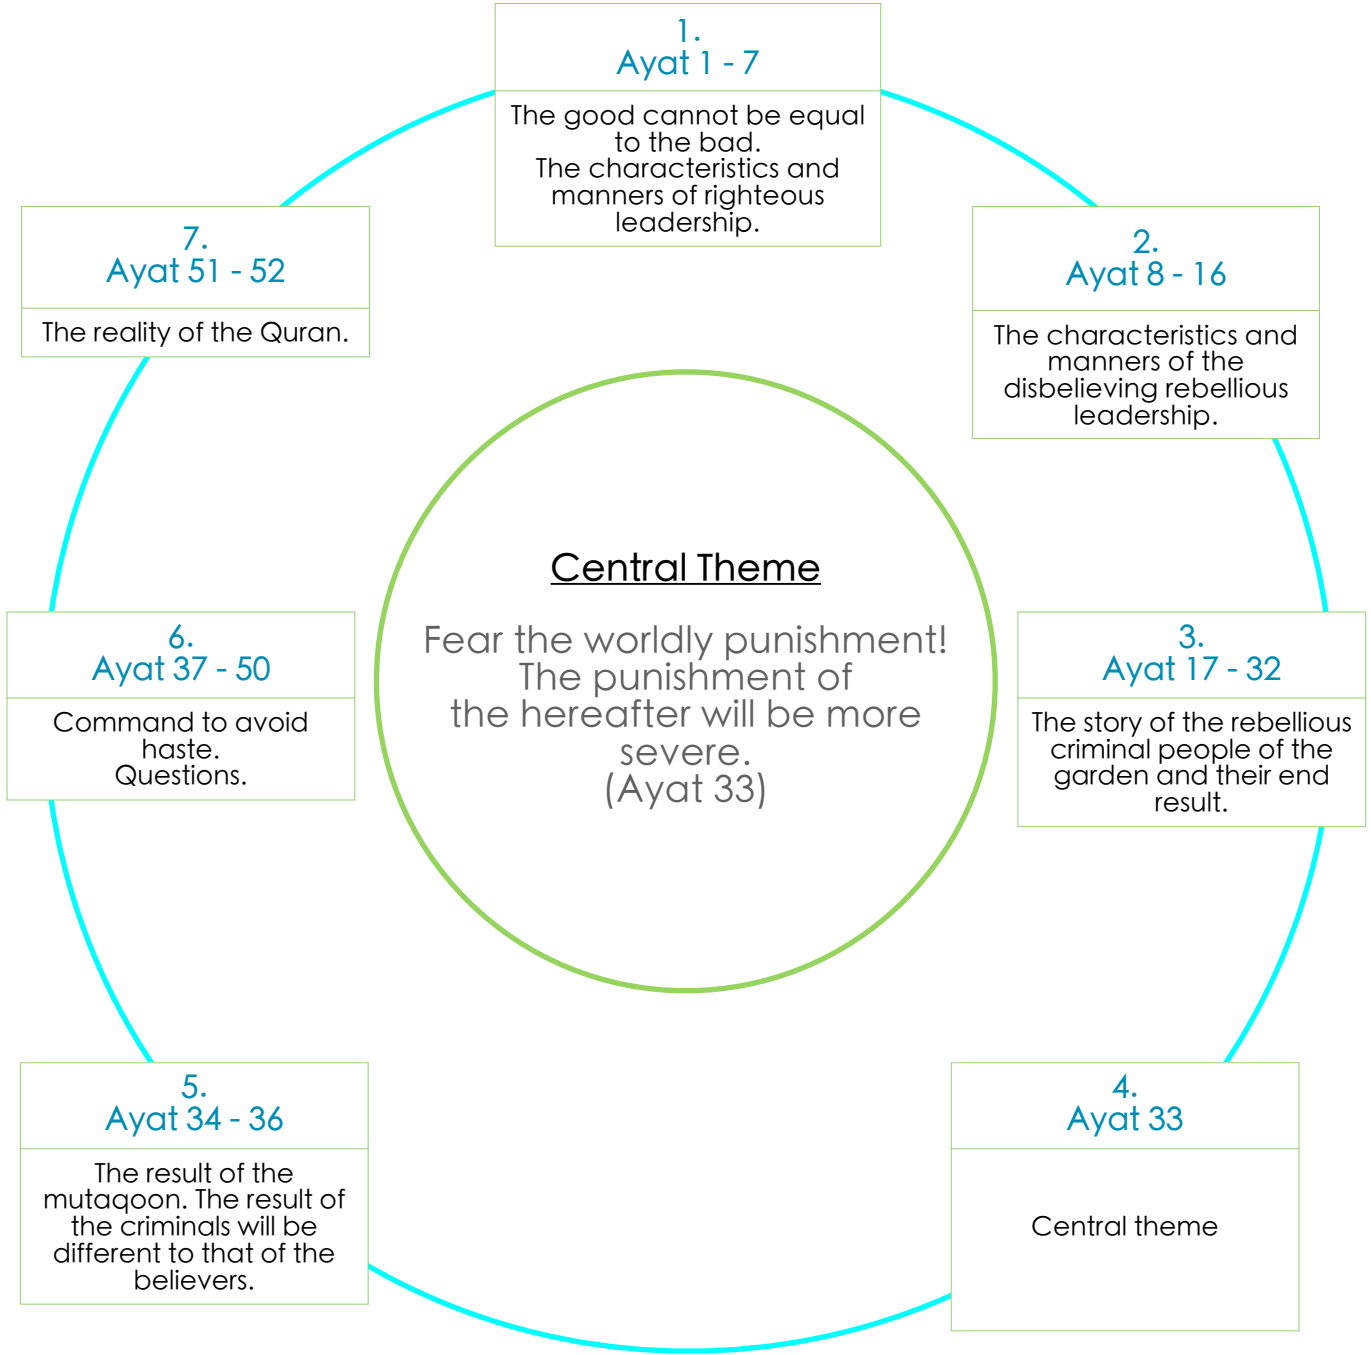 1.
Ayat 1 - 7
The good cannot be equal
to the bad.
The characteristics and
manners of righteous
leadership.
2.
Ayat 8 - 16
The characteristics and
manners of the
disbelieving rebellious
leadership.
3.
Ayat 17 - 32
The story of the rebellious
criminal people of the
garden and their end
result.
4.
Ayat 33
Central theme
5.
Ayat 34 - 36
The result of the
mutaqoon. The result of
the criminals will be
different to that of the
believers.
6.
Ayat 37 - 50
Command to avoid
haste.
Questions.
7.
Ayat 51 - 52
The reality of the Quran.
Central Theme
Fear the worldly punishment!
The punishment of
the hereafter will be more
severe.
(Ayat 33)